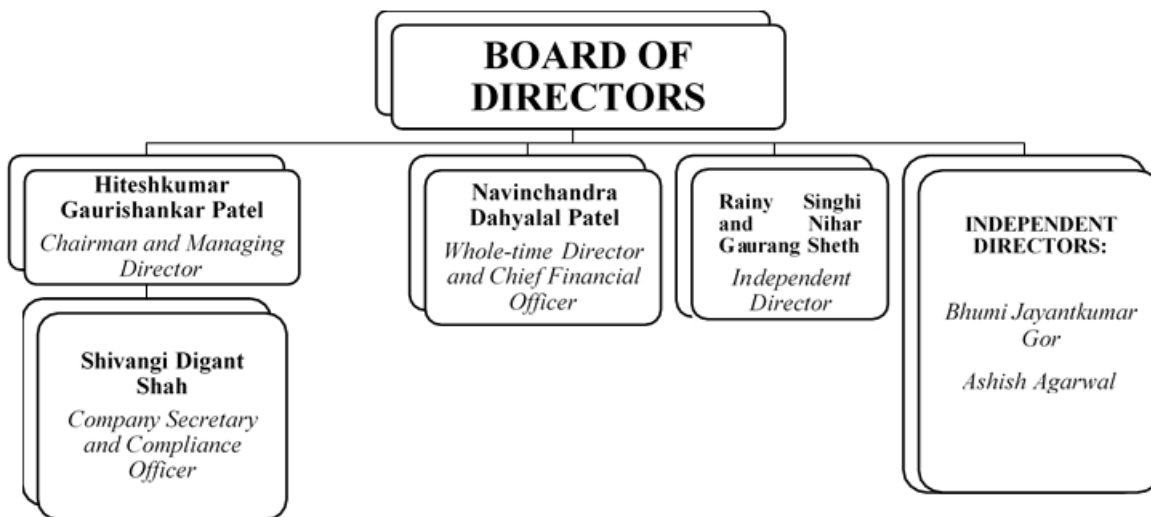 BOARD OF
DIRECTORS
Hiteshkumar
Gaurishankar Patel
Chairman and Managing
Director
Shivangi Digant
Shah
Company Secretary
and Compliance
Officer
Navinchandra
Dahyalal Patel
Whole-time Director
and Chief Financial
Officer
Rainy Singhi
and Nihar
Gaurang Sheth
Independent
Director
INDEPENDENT
DIRECTORS:
Bhumi Jayantkumar
Gor
Ashish Agarwal